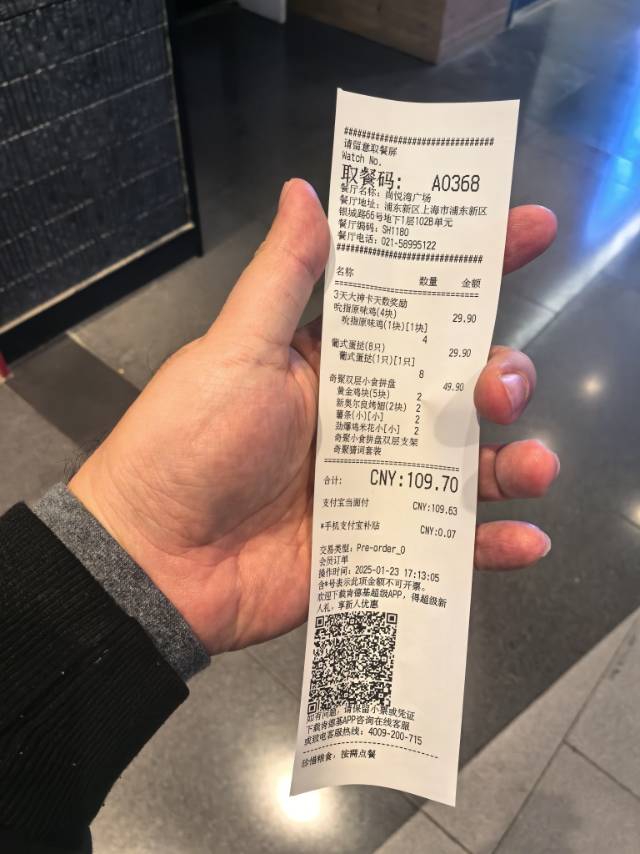 ################################
请留意取餐屏
Watch No.
取餐码: A0368
餐厅名称: 尚悦湾广场
餐厅地址: 浦东新区上海市浦东新区
银城路66号地下1层102B单元
餐厅编码: SH1180
餐厅电话: 021-58995122
################################
名称 数量 金额
================================
3天大神卡天数奖励
吮指原味鸡(4块) 29.90
吮指原味鸡(1块)[1块]
4
葡式蛋挞(8只) 29.90
葡式蛋挞(1只)[1只]
8
奇聚双层小食拼盘 49.90
黄金鸡块(5块) 2
新奥尔良烤翅(2块) 2
薯条(小)[小] 2
劲爆鸡米花小[小] 2
奇聚小食拼盘双层支架
奇聚猜词套装
================================
合计: CNY:109.70
支付宝当面付 CNY:109.63
*手机支付宝补贴 CNY:0.07
交易类型: Pre-order_0
会员订单
操作时间: 2025-01-23 17:13:05
含*号表示此项金额不可开票。
欢迎下载肯德基超级APP, 得超级新
人礼, 享新人优惠
如有问题, 请保留小票或凭证
下载肯德基APP咨询在线客服
或致电客服热线: 4009-200-715
--------------------------------
珍惜粮食, 按需点餐